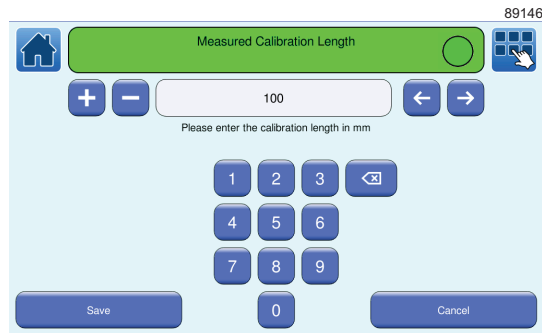 89146
Measured Calibration Length
+ − 100 ← →
Please enter the calibration length in mm
1 2 3
4 5 6
7 8 9
Save 0 Cancel